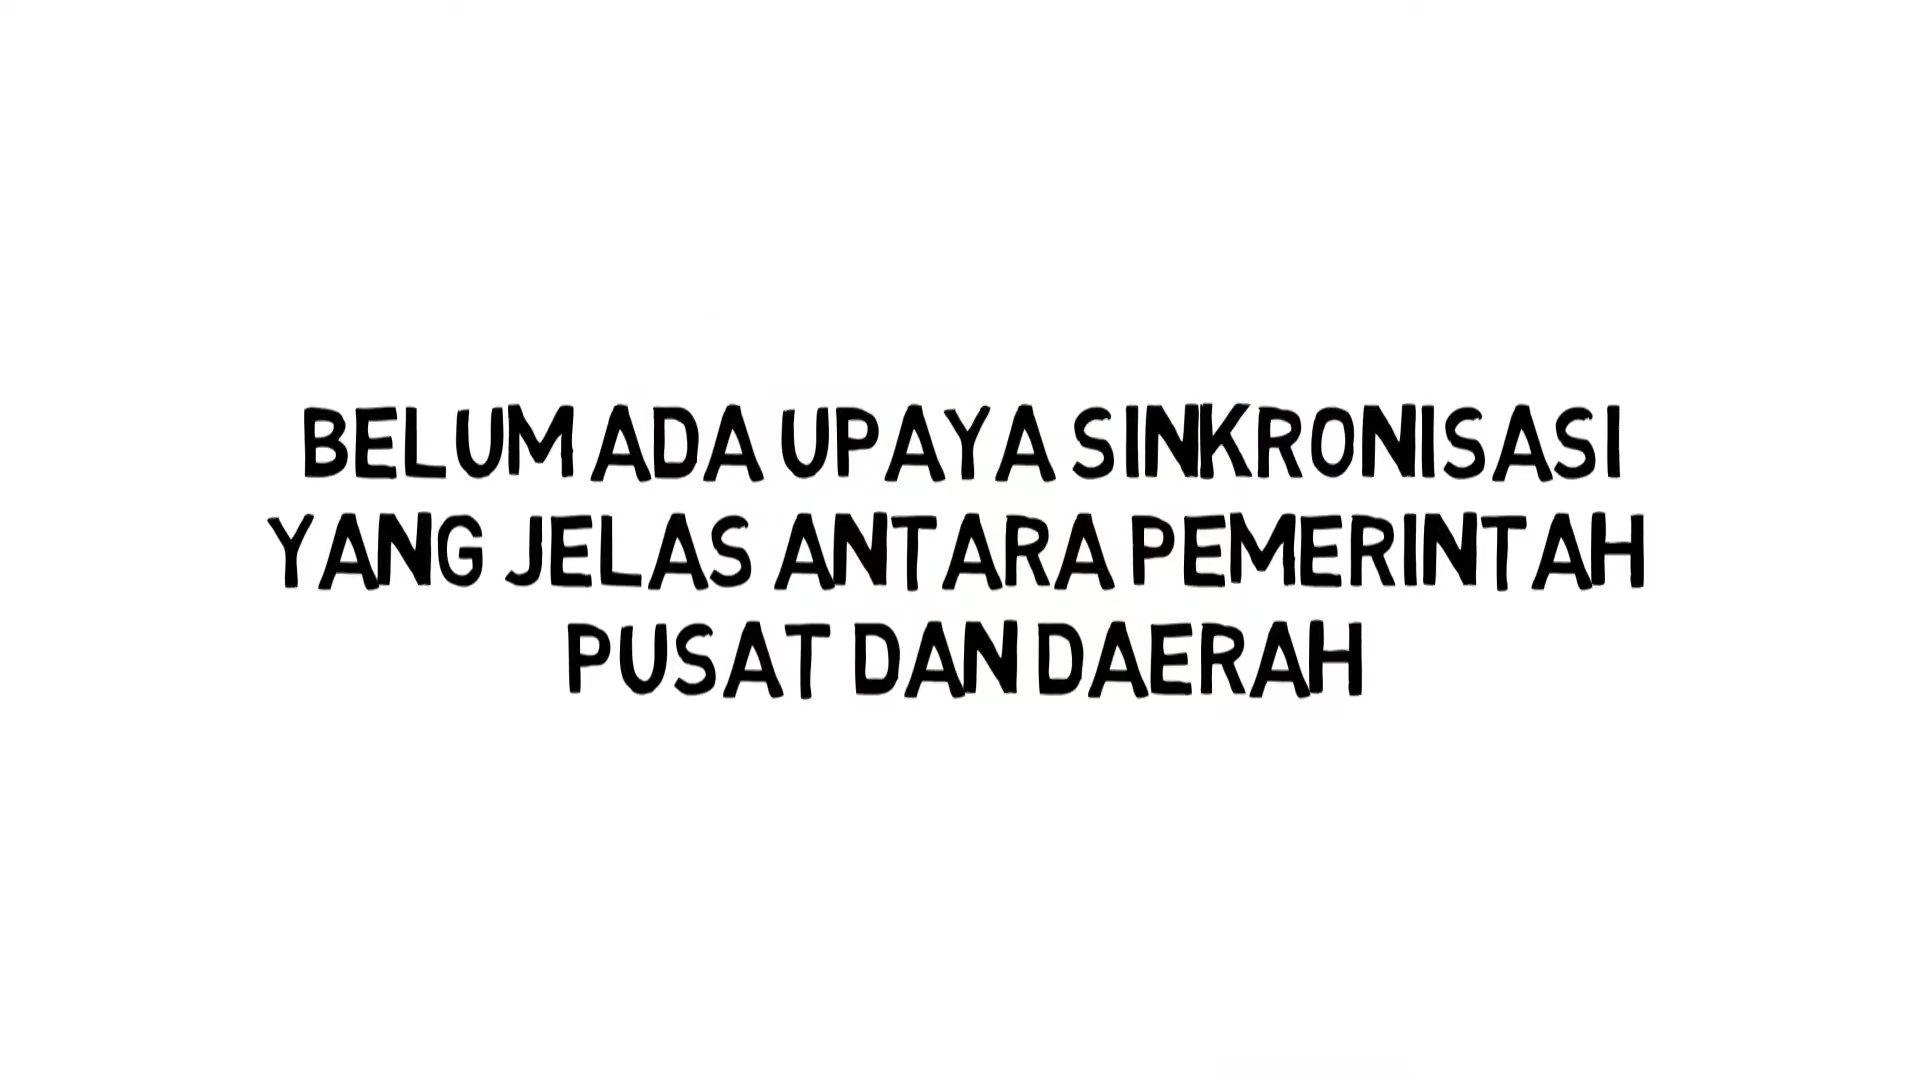 BELUM ADA UPAYA SINKRONISASI
YANG JELAS ANTARA PEMERINTAH
PUSAT DAN DAERAH